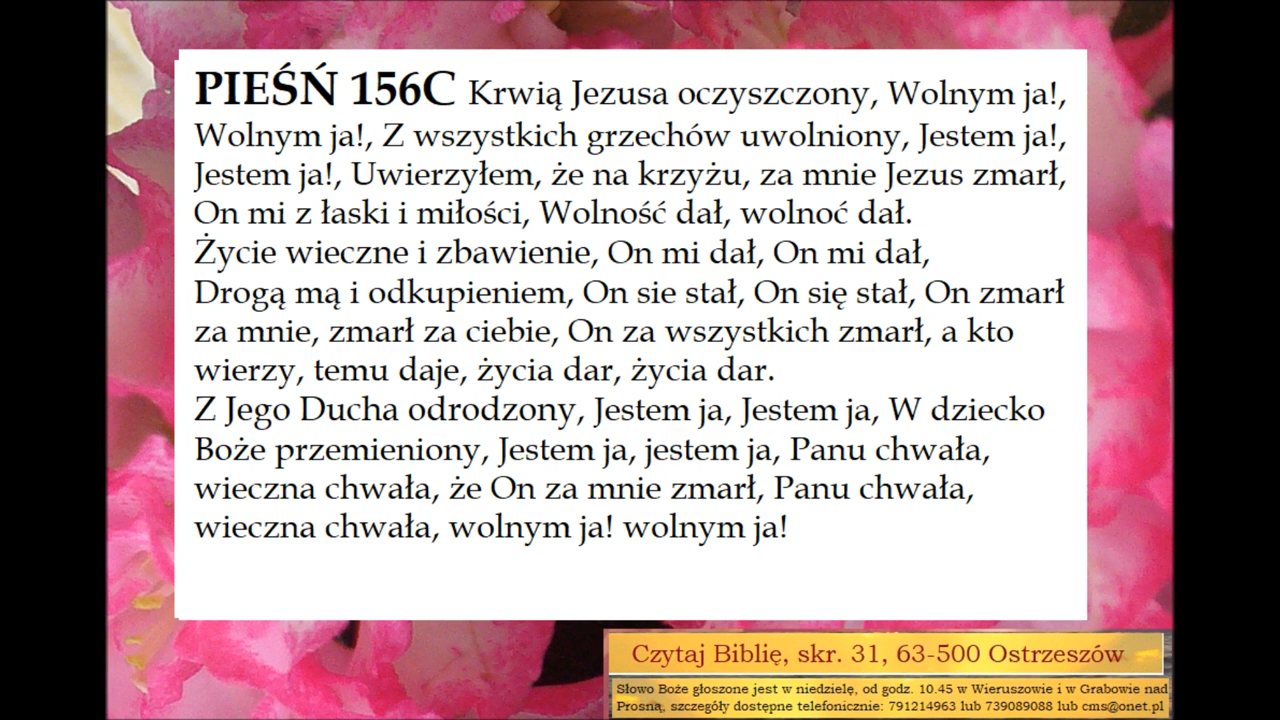 PIEŚŃ 156C Krwią Jezusa oczyszczony, Wolnym ja!,
Wolnym ja!, Z wszystkich grzechów uwolniony, Jestem ja!,
Jestem ja!, Uwierzyłem, że na krzyżu, za mnie Jezus zmarł,
On mi z łaski i miłości, Wolność dał, wolnoć dał.
Życie wieczne i zbawienie, On mi dał, On mi dał,
Drogą mą i odkupieniem, On sie stał, On się stał, On zmarł
za mnie, zmarł za ciebie, On za wszystkich zmarł, a kto
wierzy, temu daje, życia dar, życia dar.
Z Jego Ducha odrodzony, Jestem ja, Jestem ja, W dziecko
Boże przemieniony, Jestem ja, jestem ja, Panu chwała,
wieczna chwała, że On za mnie zmarł, Panu chwała,
wieczna chwała, wolnym ja! wolnym ja!
Czytaj Biblię, skr. 31, 63-500 Ostrzeszów
Słowo Boże głoszone jest w niedzielę, od godz. 10.45 w Wieruszowie i w Grabowie nad
Prosną, szczegóły dostępne telefonicznie: 791214963 lub 739089088 lub cms@onet.pl